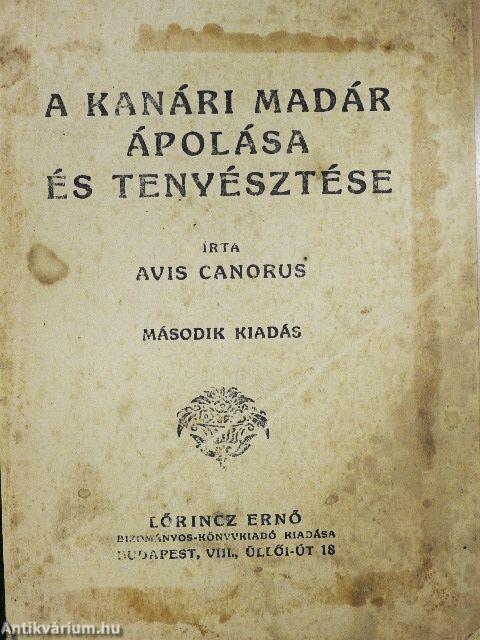 A KANÁRI MADÁR
ÁPOLÁSA
ÉS TENYÉSZTÉSE
ÍRTA
AVIS CANORUS
MÁSODIK KIADÁS
LŐRINCZ ERNŐ
BIZOMÁNYOS-KÖNYVKIADÓ KIADÁSA
BUDAPEST, VIII., ÜLLŐI-ÚT 18
Antikvárium.hu